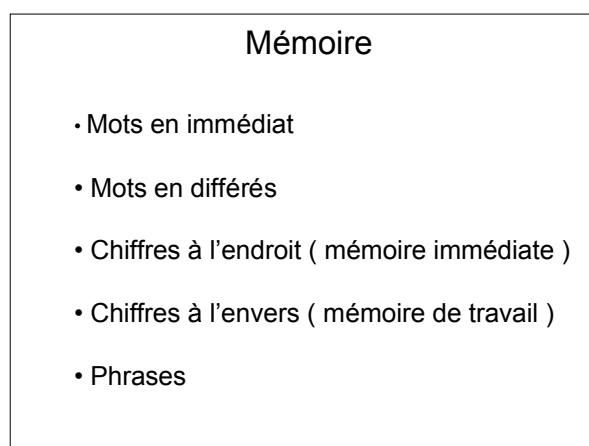 Mémoire
• Mots en immédiat
• Mots en différés
• Chiffres à l'endroit ( mémoire immédiate )
• Chiffres à l'envers ( mémoire de travail )
• Phrases